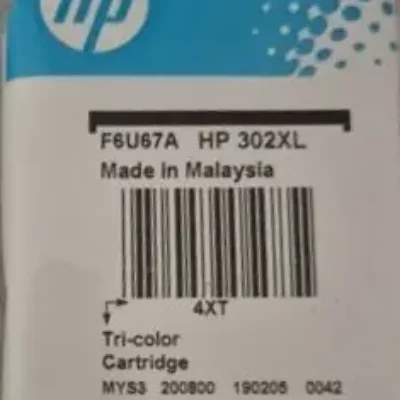 hp
F6U67A HP 302XL
Made in Malaysia
4XT
Tri-color
Cartridge
MYS3 200800 190205 0042